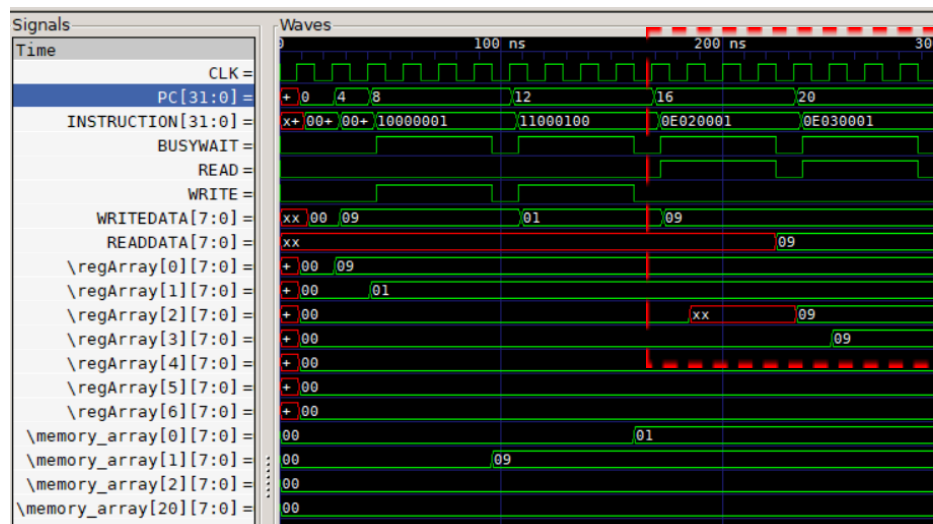 Signals Waves
Time 0 100 ns 200 ns 30
CLK =
PC[31:0] = + 0 4 8 12 16 20
INSTRUCTION[31:0] = x+ 00+ 00+ 10000001 11000100 0E020001 0E030001
BUSYWAIT =
READ =
WRITE =
WRITEDATA[7:0] = xx 00 09 01 09
READDATA[7:0] = xx 09
\regArray[0][7:0] = + 00 09
\regArray[1][7:0] = + 00 01
\regArray[2][7:0] = + 00 xx 09
\regArray[3][7:0] = + 00 09
\regArray[4][7:0] = + 00
\regArray[5][7:0] = + 00
\regArray[6][7:0] = + 00
\memory_array[0][7:0] = 00 01
\memory_array[1][7:0] = 00 09
\memory_array[2][7:0] = 00
\memory_array[20][7:0] = 00